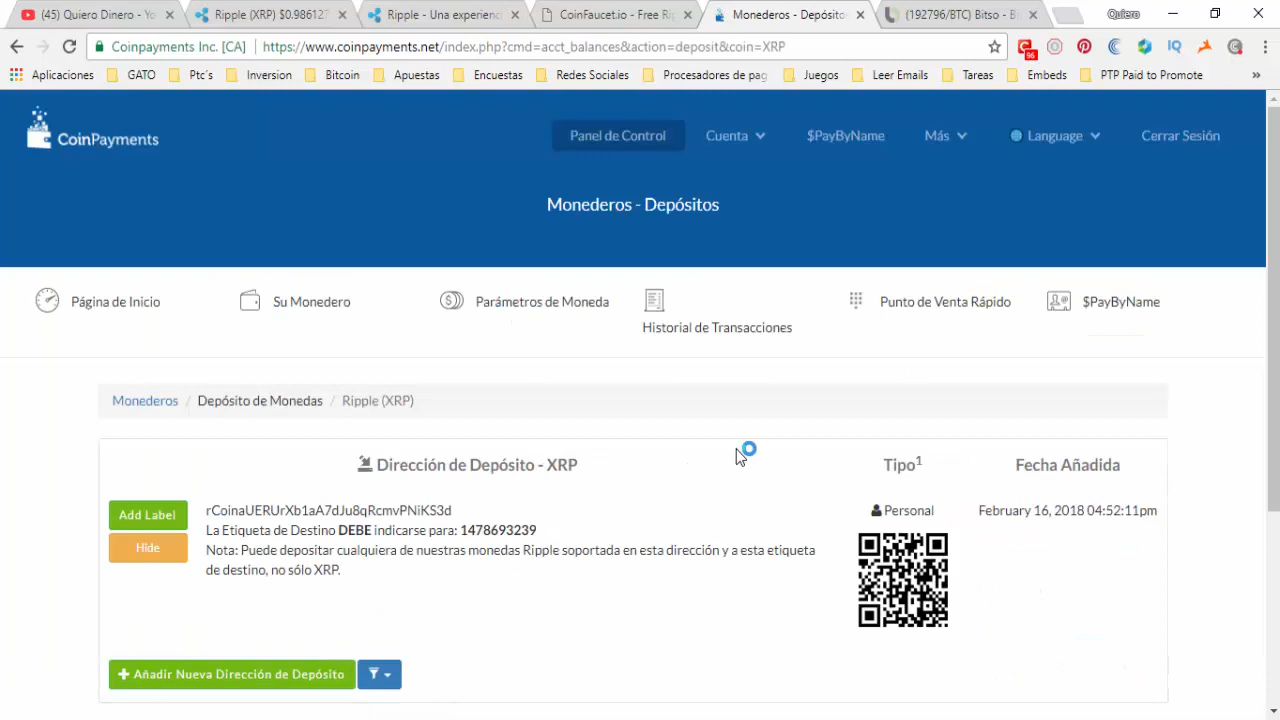 (45) Quiero Dinero - Yo
Ripple (XRP) $0.986123
Ripple - Una experienci
CoinFaucet.io - Free Ri
Monederos - Depósitos
(192796/BTC) Bitso - B
Quiero
Coinpayments Inc. [CA]
https://www.coinpayments.net/index.php?cmd=acct_balances&action=deposit&coin=XRP
96
IQ
Aplicaciones
GATO
Ptc's
Inversion
Bitcoin
Apuestas
Encuestas
Redes Sociales
Procesadores de pag
Juegos
Leer Emails
Tareas
Embeds
PTP Paid to Promote
»
CoinPayments
Panel de Control
Cuenta
$PayByName
Más
Language
Cerrar Sesión
Monederos - Depósitos
Página de Inicio
Su Monedero
Parámetros de Moneda
Historial de Transacciones
Punto de Venta Rápido
$PayByName
Monederos / Depósito de Monedas / Ripple (XRP)
Dirección de Depósito - XRP
Tipo1
Fecha Añadida
Add Label
Hide
rCoinaUERUrXb1aA7dJu8qRcmvPNiKS3d
La Etiqueta de Destino DEBE indicarse para: 1478693239
Nota: Puede depositar cualquiera de nuestras monedas Ripple soportada en esta dirección y a esta etiqueta
de destino, no sólo XRP.
Personal
February 16, 2018 04:52:11pm
+ Añadir Nueva Dirección de Depósito